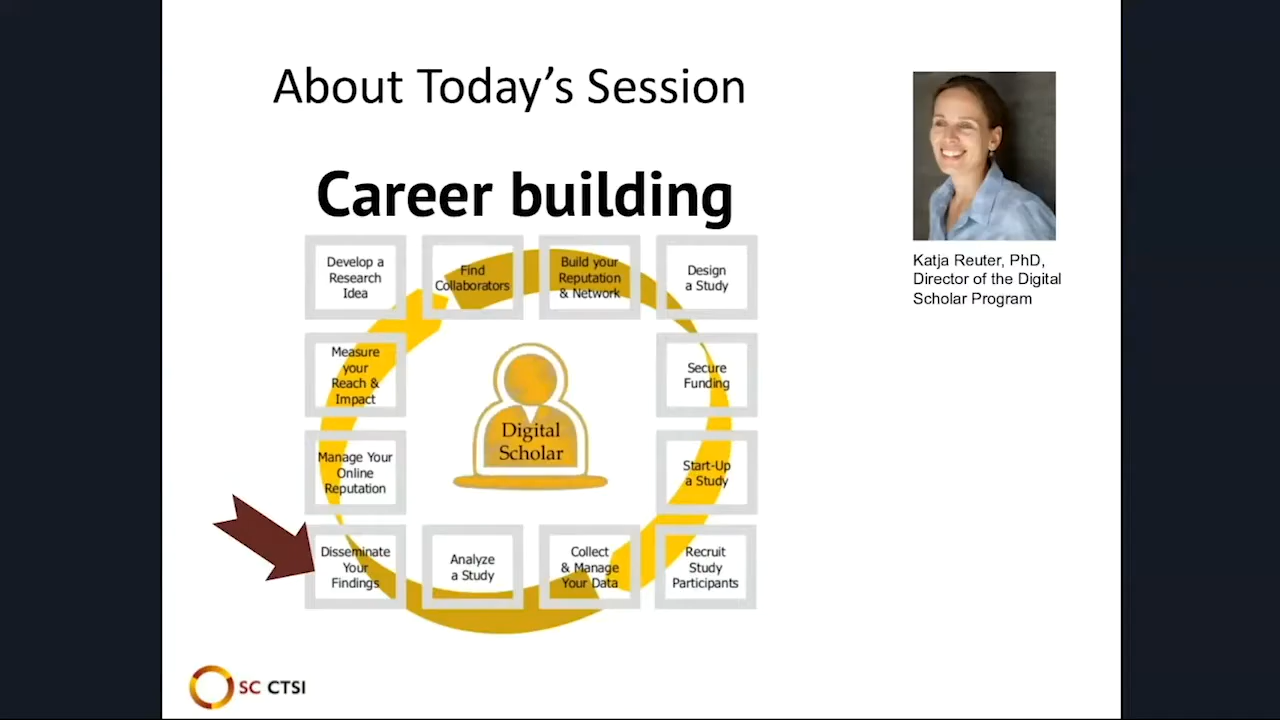 About Today's Session
Career building
Develop a
Research
Idea
Find
Collaborators
Build your
Reputation
& Network
Design
a Study
Measure
your
Reach &
Impact
Secure
Funding
Digital
Scholar
Manage Your
Online
Reputation
Start-Up
a Study
Disseminate
Your
Findings
Analyze
a Study
Collect
& Manage
Your Data
Recruit
Study
Participants
Katja Reuter, PhD,
Director of the Digital
Scholar Program
SC CTSI